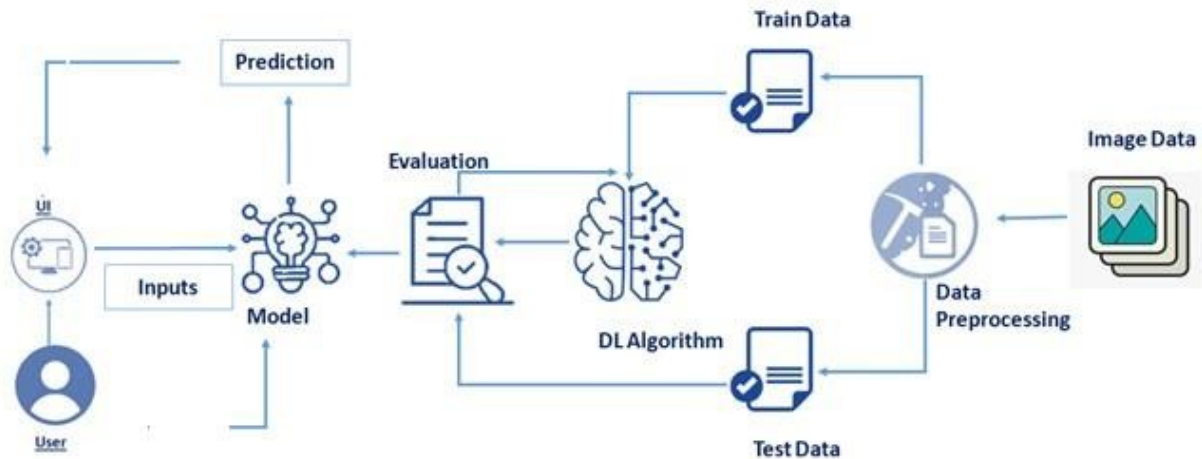 Train Data
Prediction
Image Data
Evaluation
UI
Inputs
Model
Data
Preprocessing
DL Algorithm
User
Test Data